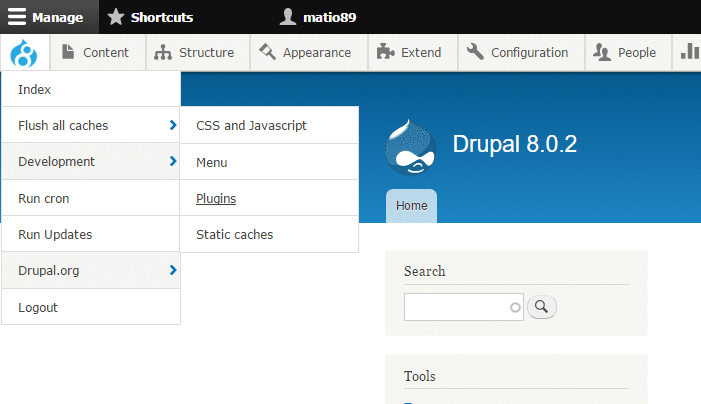 Manage Shortcuts matio89
Content Structure Appearance Extend Configuration People
Index
Flush all caches
CSS and Javascript
Development
Menu
Run cron
Plugins
Run Updates
Static caches
Drupal.org
Logout
Drupal 8.0.2
Home
Search
Tools